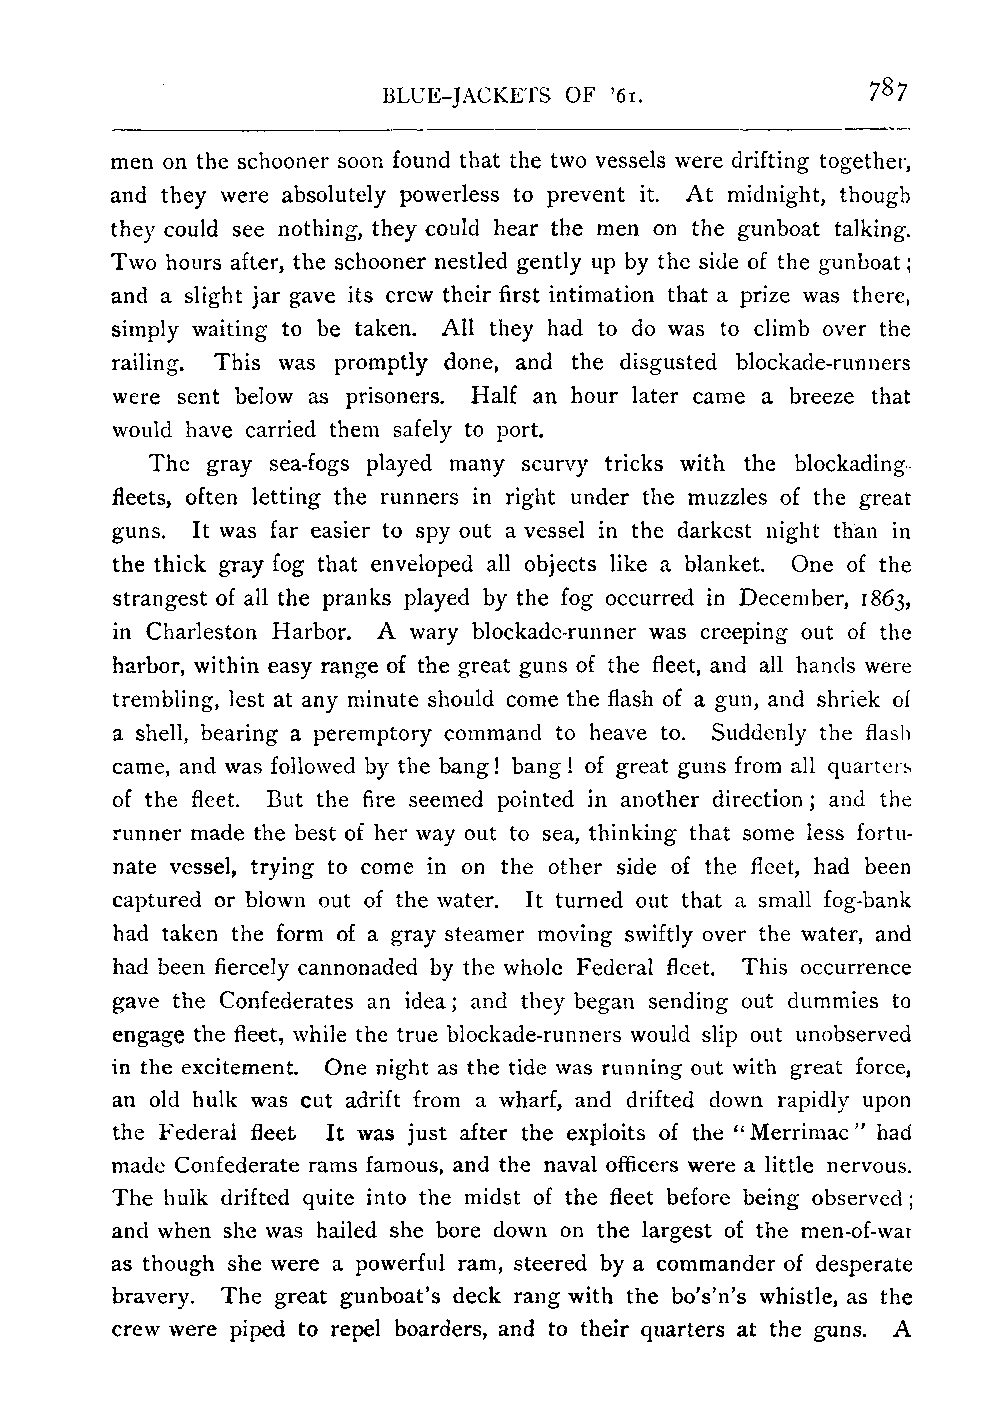 BLUE-JACKETS OF '61. 787
men on the schooner soon found that the two vessels were drifting together,
and they were absolutely powerless to prevent it. At midnight, though
they could see nothing, they could hear the men on the gunboat talking.
Two hours after, the schooner nestled gently up by the side of the gunboat;
and a slight jar gave its crew their first intimation that a prize was there,
simply waiting to be taken. All they had to do was to climb over the
railing. This was promptly done, and the disgusted blockade-runners
were sent below as prisoners. Half an hour later came a breeze that
would have carried them safely to port.
The gray sea-fogs played many scurvy tricks with the blockading-
fleets, often letting the runners in right under the muzzles of the great
guns. It was far easier to spy out a vessel in the darkest night than in
the thick gray fog that enveloped all objects like a blanket. One of the
strangest of all the pranks played by the fog occurred in December, 1863,
in Charleston Harbor. A wary blockade-runner was creeping out of the
harbor, within easy range of the great guns of the fleet, and all hands were
trembling, lest at any minute should come the flash of a gun, and shriek of
a shell, bearing a peremptory command to heave to. Suddenly the flash
came, and was followed by the bang! bang! of great guns from all quarters
of the fleet. But the fire seemed pointed in another direction; and the
runner made the best of her way out to sea, thinking that some less fortu-
nate vessel, trying to come in on the other side of the fleet, had been
captured or blown out of the water. It turned out that a small fog-bank
had taken the form of a gray steamer moving swiftly over the water, and
had been fiercely cannonaded by the whole Federal fleet. This occurrence
gave the Confederates an idea; and they began sending out dummies to
engage the fleet, while the true blockade-runners would slip out unobserved
in the excitement. One night as the tide was running out with great force,
an old hulk was cut adrift from a wharf, and drifted down rapidly upon
the Federal fleet It was just after the exploits of the "Merrimac" had
made Confederate rams famous, and the naval officers were a little nervous.
The hulk drifted quite into the midst of the fleet before being observed;
and when she was hailed she bore down on the largest of the men-of-war
as though she were a powerful ram, steered by a commander of desperate
bravery. The great gunboat's deck rang with the bo's'n's whistle, as the
crew were piped to repel boarders, and to their quarters at the guns. A